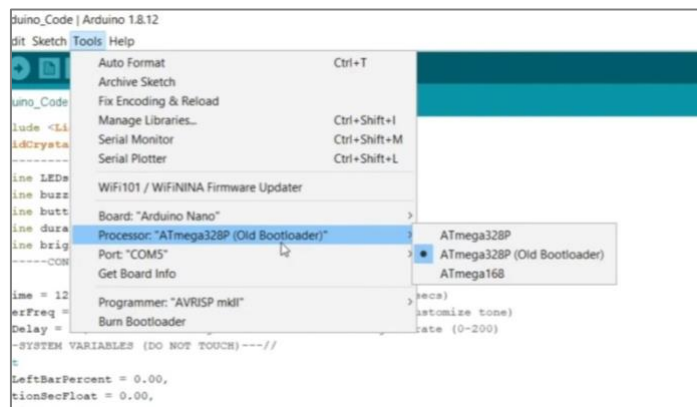 duino_Code | Arduino 1.8.12
dit Sketch Tools Help
Auto Format Ctrl+T
Archive Sketch
uino_Code Fix Encoding & Reload
Manage Libraries... Ctrl+Shift+I
lude <Li
Serial Monitor Ctrl+Shift+M
idCrysta
Serial Plotter Ctrl+Shift+L
ine LEDs
WiFi101 / WiFiNINA Firmware Updater
ine buzz
ine butt
Board: "Arduino Nano"
ine dura
Processor: "ATmega328P (Old Bootloader)" ATmega328P
ine brig
Port: "COM5" ATmega328P (Old Bootloader)
-----CON
Get Board Info ATmega168
ime = 12 secs)
Programmer: "AVRISP mkII"
erFreq = ustomize tone)
Burn Bootloader
Delay = rate (0-200)
-SYSTEM VARIABLES (DO NOT TOUCH)---//
t
LeftBarPercent = 0.00,
tionSecFloat = 0.00,